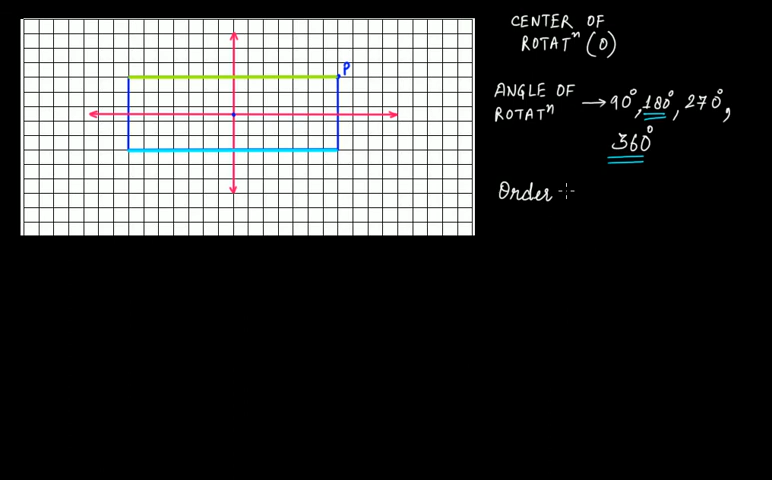 P
CENTER OF
ROTATⁿ (O)
ANGLE OF
ROTATⁿ → 90°, 180°, 270°,
360°
Order -